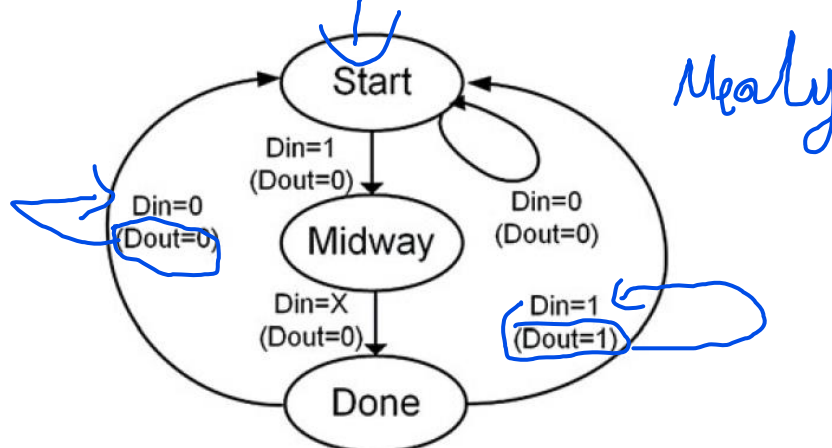 Start
Mealy
Din=1
(Dout=0)
Din=0
(Dout=0)
Din=0
(Dout=0)
Midway
Din=X
(Dout=0)
Din=1
(Dout=1)
Done